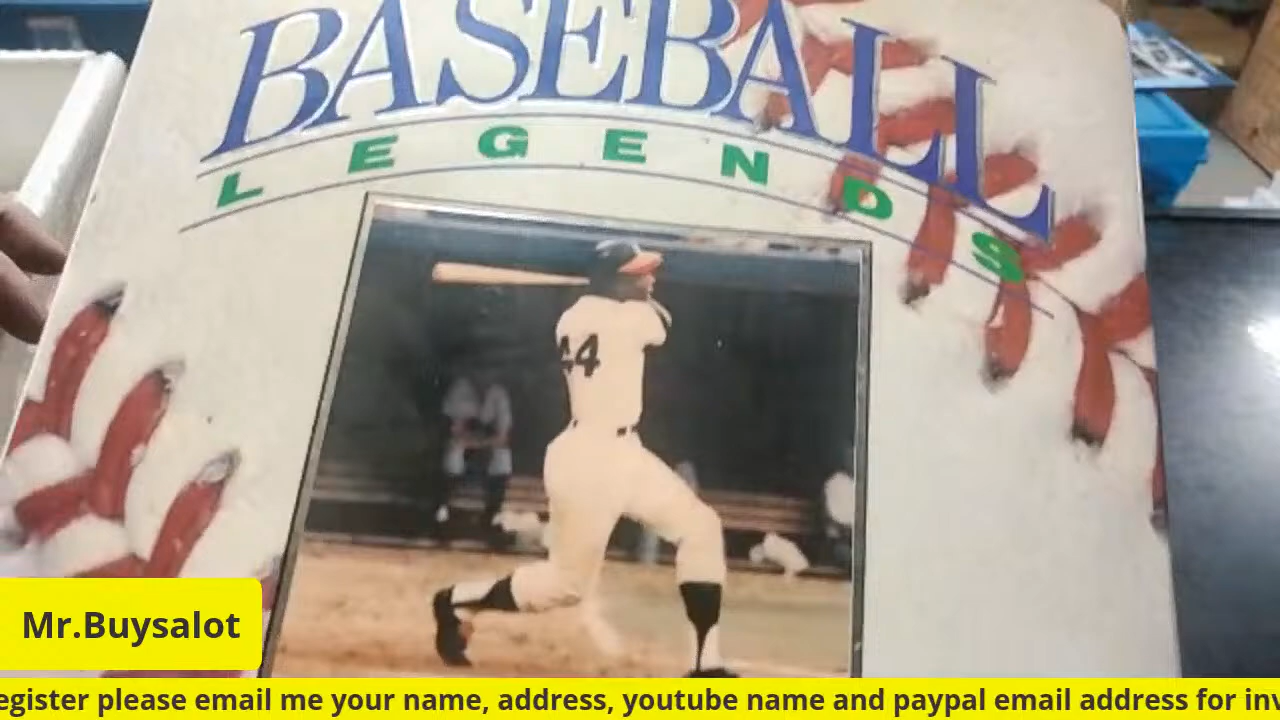 BASEBALL
LEGENDS
44
Mr.Buysalot
egister please email me your name, address, youtube name and paypal email address for inv